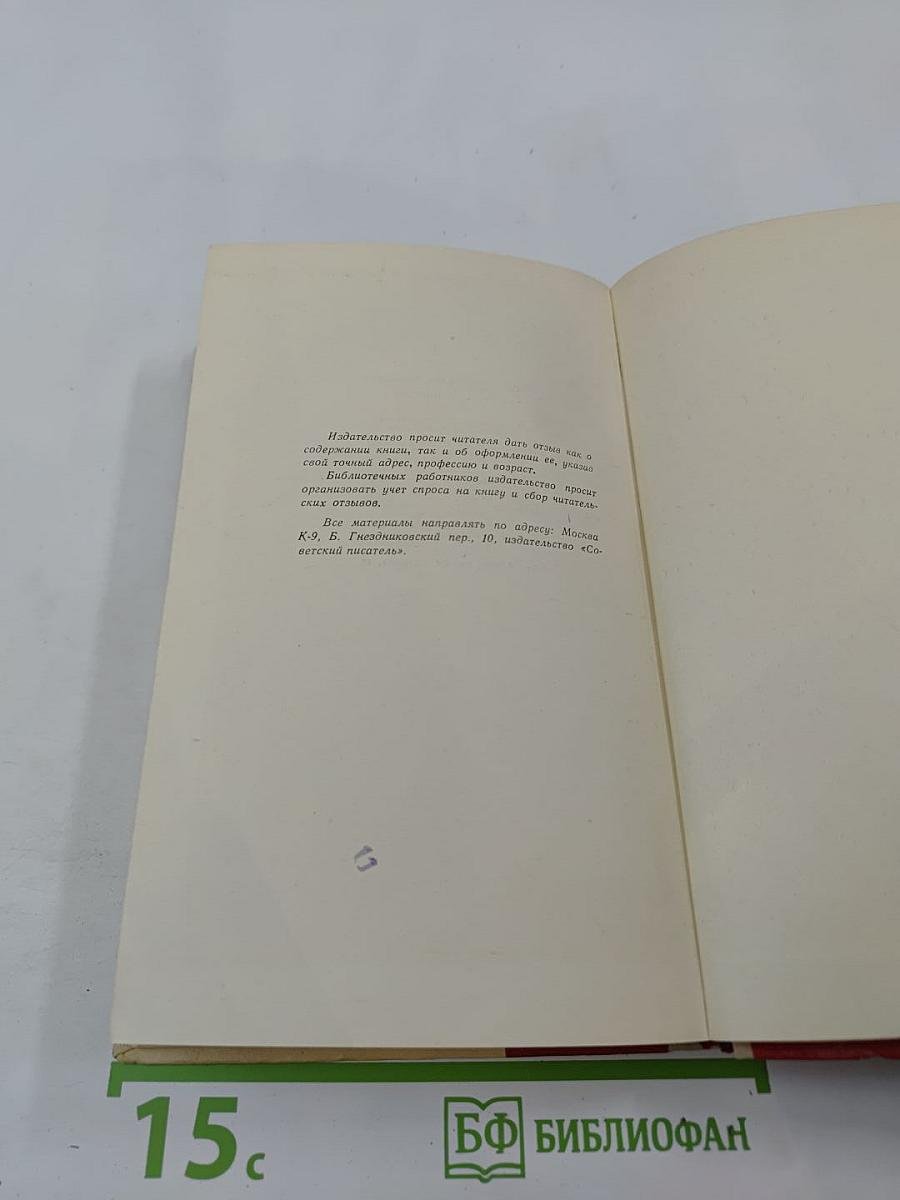 Издательство просит читателя дать отзыв как о
содержании книги, так и об оформлении ее, указав
свой точный адрес, профессию и возраст.
Библиотечных работников издательство просит
организовать учет спроса на книгу и сбор читатель-
ских отзывов.
Все материалы направлять по адресу: Москва
К-9, Б. Гнездниковский пер., 10, издательство «Со-
ветский писатель».
15 с
БФ БИБЛИОФАН